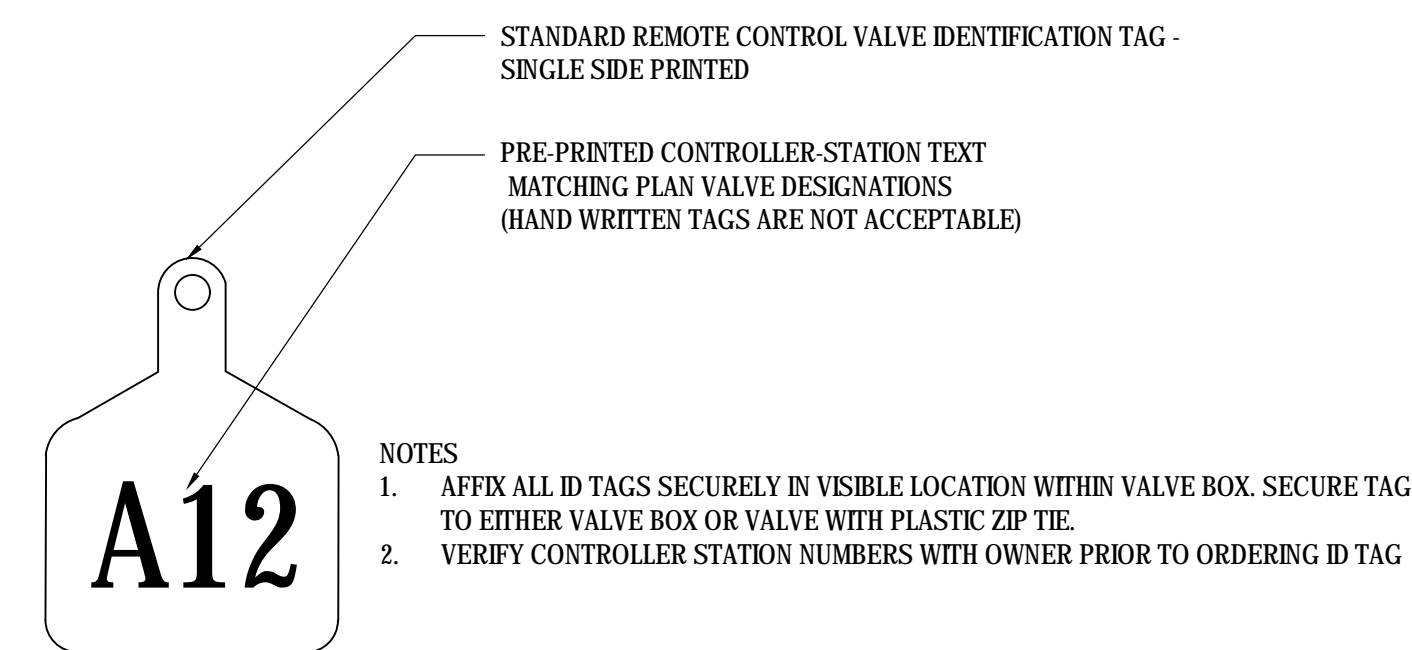 STANDARD REMOTE CONTROL VALVE IDENTIFICATION TAG -
SINGLE SIDE PRINTED
PRE-PRINTED CONTROLLER-STATION TEXT
MATCHING PLAN VALVE DESIGNATIONS
(HAND WRITTEN TAGS ARE NOT ACCEPTABLE)
A12
NOTES
1. AFFIX ALL ID TAGS SECURELY IN VISIBLE LOCATION WITHIN VALVE BOX. SECURE TAG
TO EITHER VALVE BOX OR VALVE WITH PLASTIC ZIP TIE.
2. VERIFY CONTROLLER STATION NUMBERS WITH OWNER PRIOR TO ORDERING ID TAG